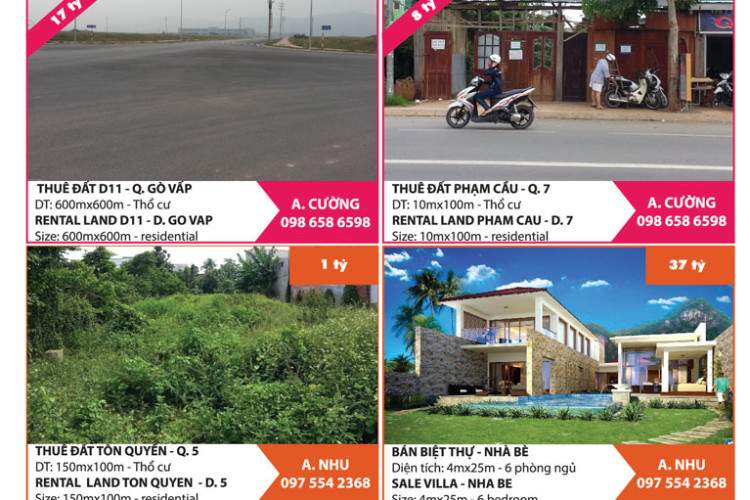 17 tỷ
THUÊ ĐẤT D11 - Q. GÒ VẤP
DT: 600mx600m - Thổ cư
RENTAL LAND D11 - D. GO VAP
Size: 600mx600m - residential
A. CƯỜNG
098 658 6598
8 tỷ
THUÊ ĐẤT PHẠM CẦU - Q. 7
DT: 10mx100m - Thổ cư
RENTAL LAND PHAM CAU - D. 7
Size: 10mx100m - residential
A. CƯỜNG
098 658 6598
1 tỷ
THUÊ ĐẤT TÔN QUYỀN - Q. 5
DT: 150mx100m - Thổ cư
RENTAL LAND TON QUYEN - D. 5
Size: 150mx100m - residential
A. NHU
097 554 2368
37 tỷ
BÁN BIỆT THỰ - NHÀ BÈ
Diện tích: 4mx25m - 6 phòng ngủ
SALE VILLA - NHA BE
Size: 4mx25m - 6 bedroom
A. NHU
097 554 2368